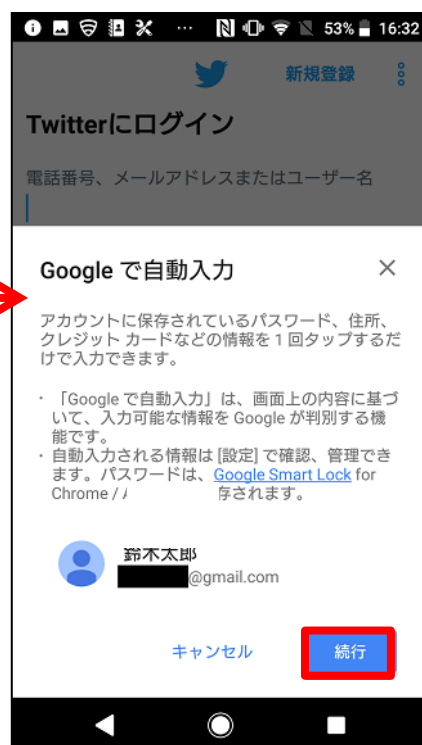 53% 16:32
新規登録
Twitterにログイン
電話番号、メールアドレスまたはユーザー名
Google で自動入力
アカウントに保存されているパスワード、住所、
クレジット カードなどの情報を 1 回タップするだ
けで入力できます。
・「Google で自動入力」は、画面上の内容に基づ
いて、入力可能な情報を Google が判別する機
能です。
・自動入力される情報は [設定] で確認、管理でき
ます。パスワードは、Google Smart Lock for
Chrome / 存されます。
鈴木太郎
@gmail.com
キャンセル
続行